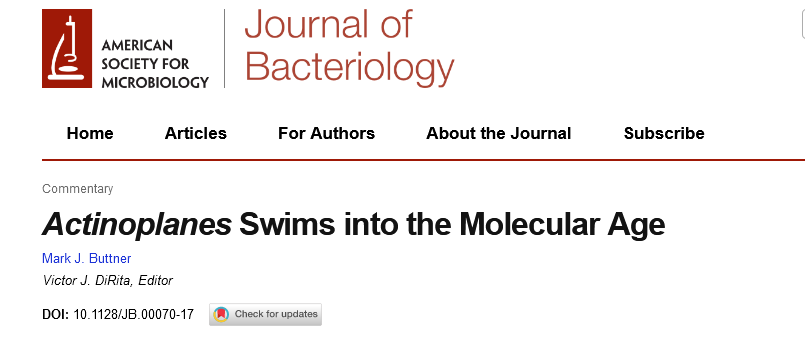 AMERICAN
SOCIETY FOR
MICROBIOLOGY
Journal of
Bacteriology
Home Articles For Authors About the Journal Subscribe
Commentary
Actinoplanes Swims into the Molecular Age
Mark J. Buttner
Victor J. DiRita, Editor
DOI: 10.1128/JB.00070-17 Check for updates